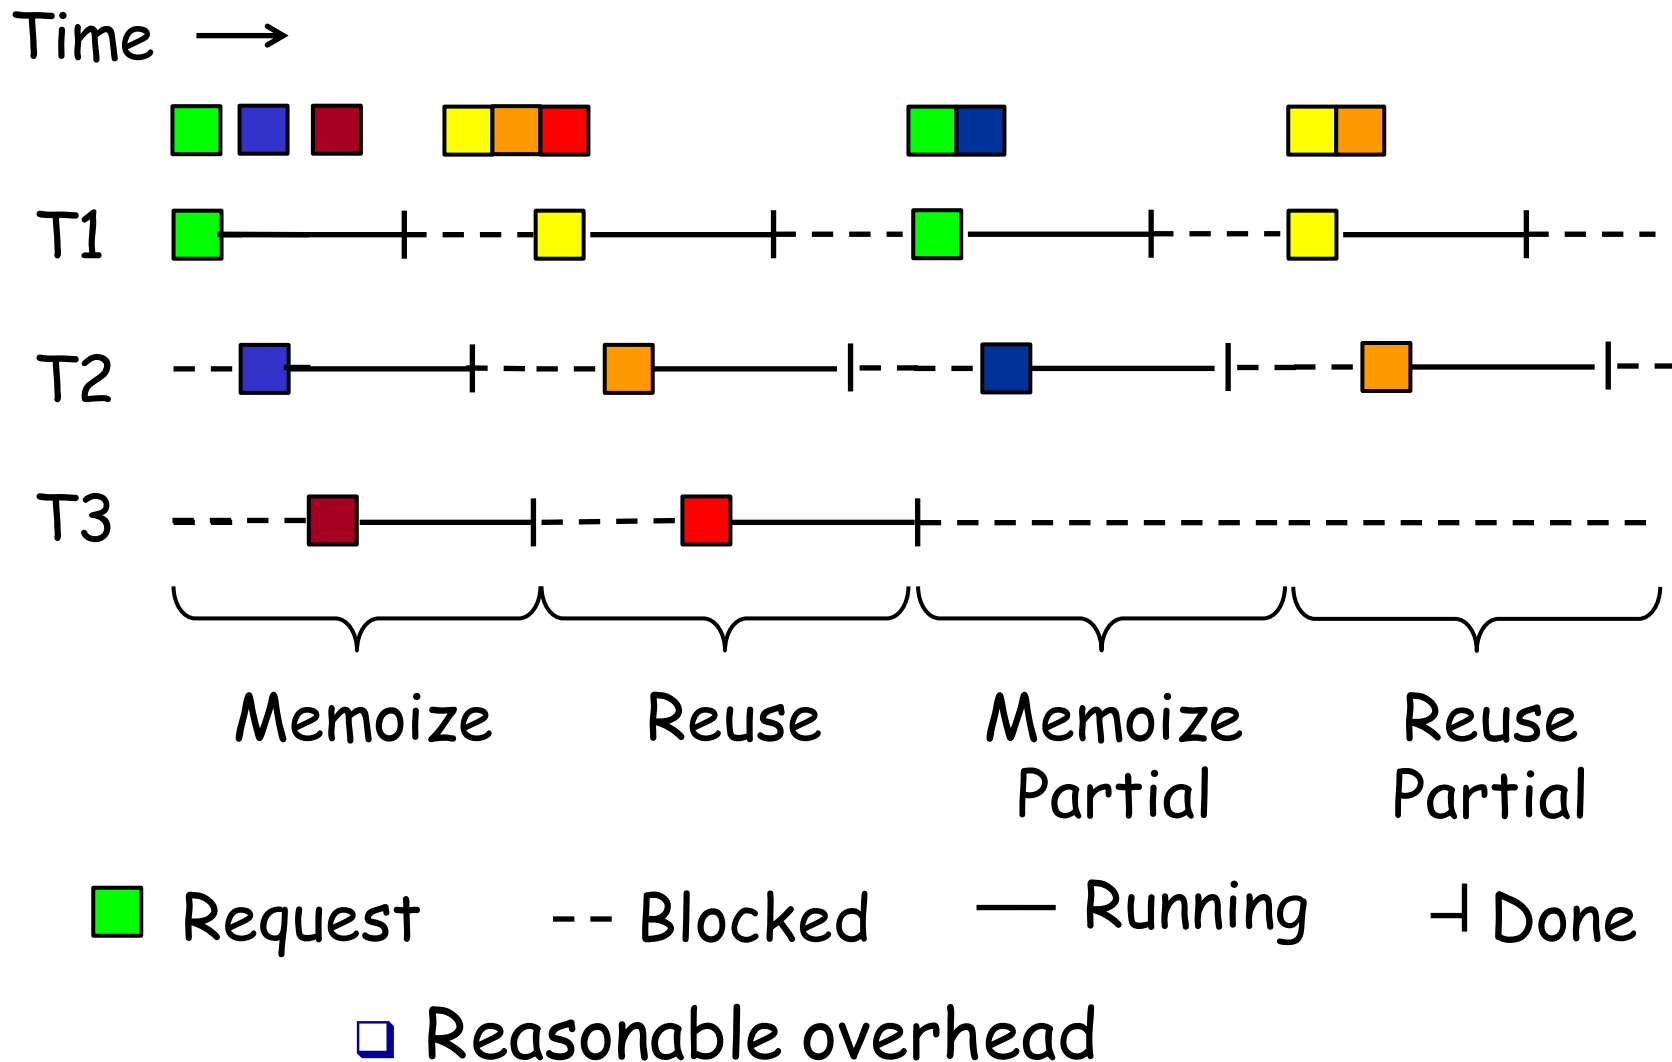 Time
T1
T2
T3
Memoize Reuse Memoize Reuse
Partial Partial
Request Blocked Running Done
Reasonable overhead